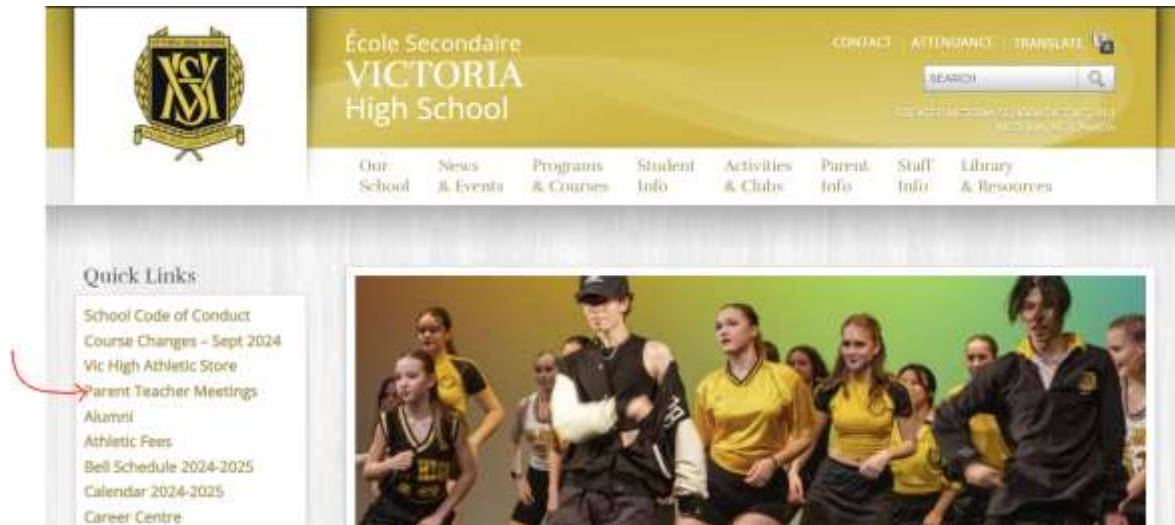 École Secondaire
VICTORIA
High School
CONTACT ATTENDANCE TRANSLATE
SEARCH
Our School
News & Events
Programs & Courses
Student Info
Activities & Clubs
Parent Info
Staff Info
Library & Resources
Quick Links
School Code of Conduct
Course Changes – Sept 2024
Vic High Athletic Store
Parent Teacher Meetings
Alumni
Athletic Fees
Bell Schedule 2024-2025
Calendar 2024-2025
Career Centre